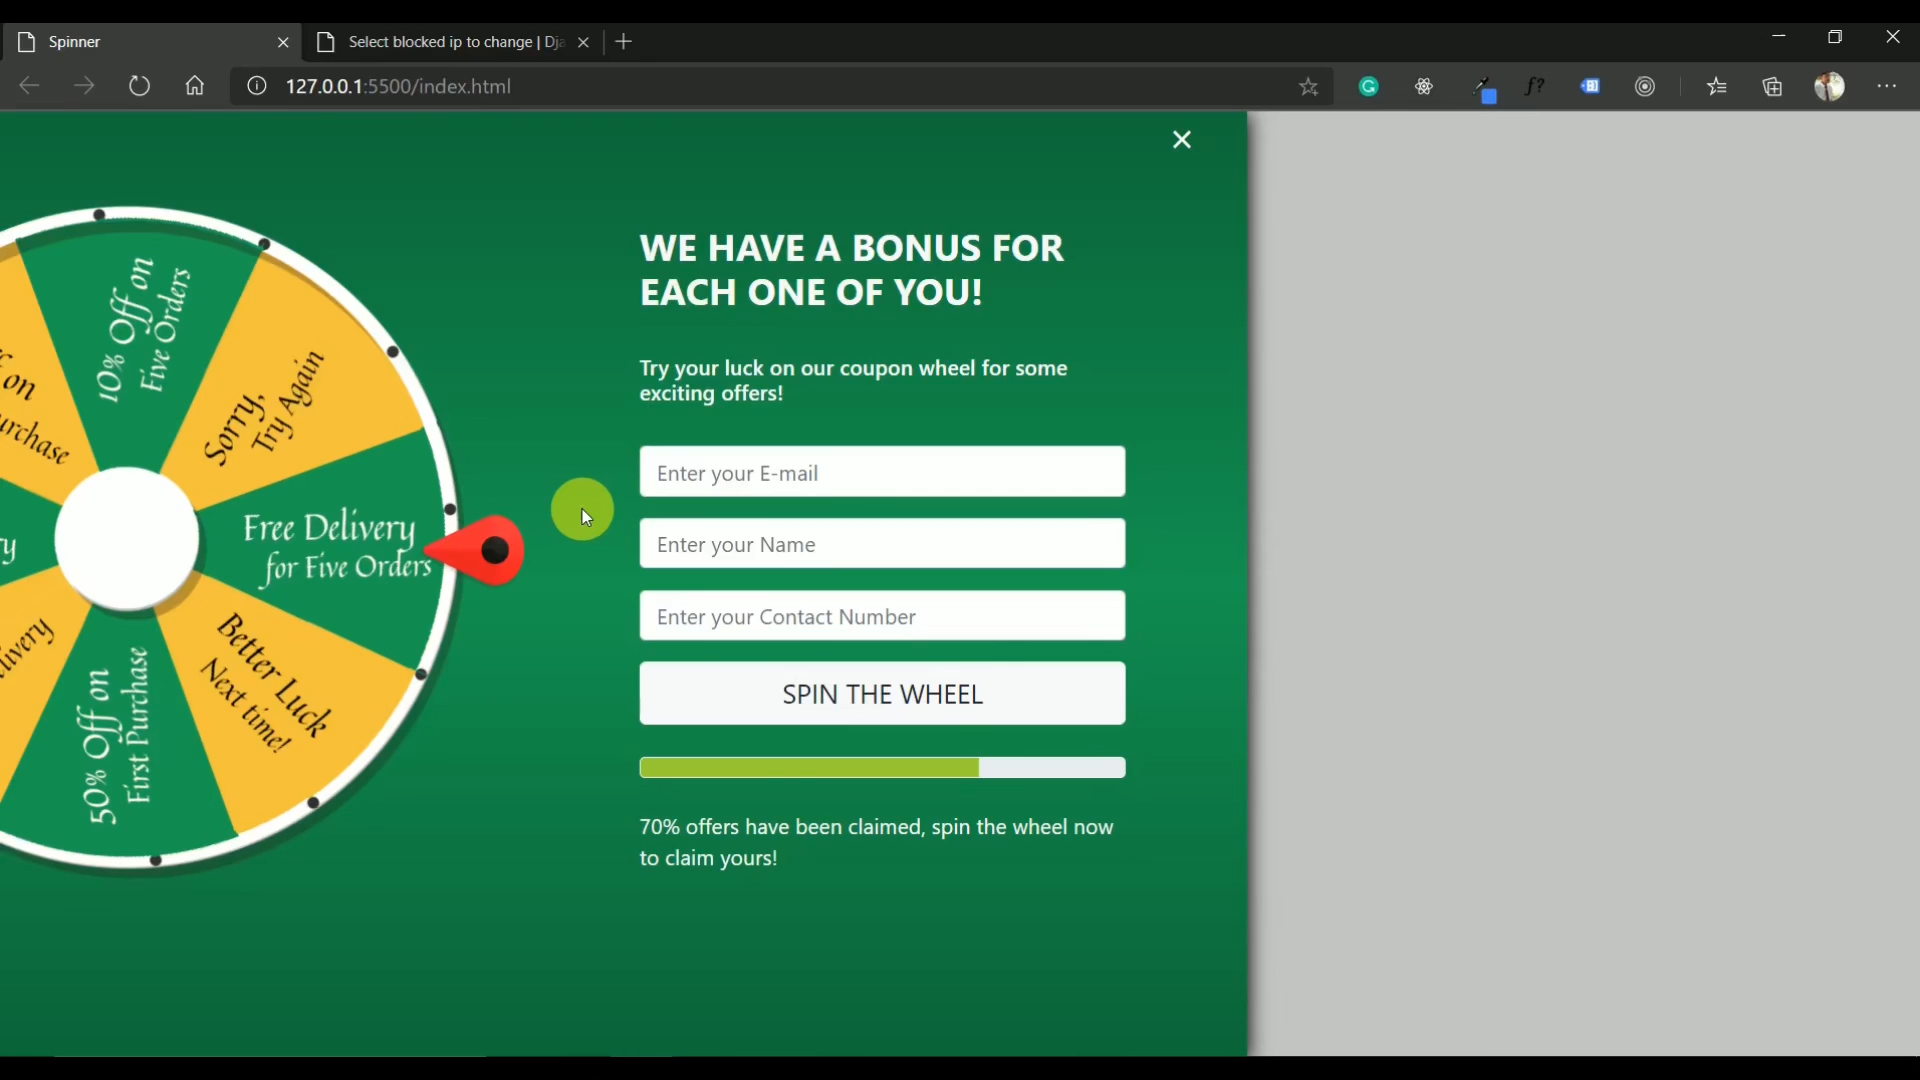 Spinner
Select blocked ip to change | Dj
127.0.0.1:5500/index.html
WE HAVE A BONUS FOR
EACH ONE OF YOU!
Try your luck on our coupon wheel for some
exciting offers!
Enter your E-mail
Enter your Name
Enter your Contact Number
SPIN THE WHEEL
70% offers have been claimed, spin the wheel now
to claim yours!
10% Off on
Five Orders
Sorry,
Try Again
Free Delivery
for Five Orders
Better Luck
Next time!
50% Off on
First Purchase
on